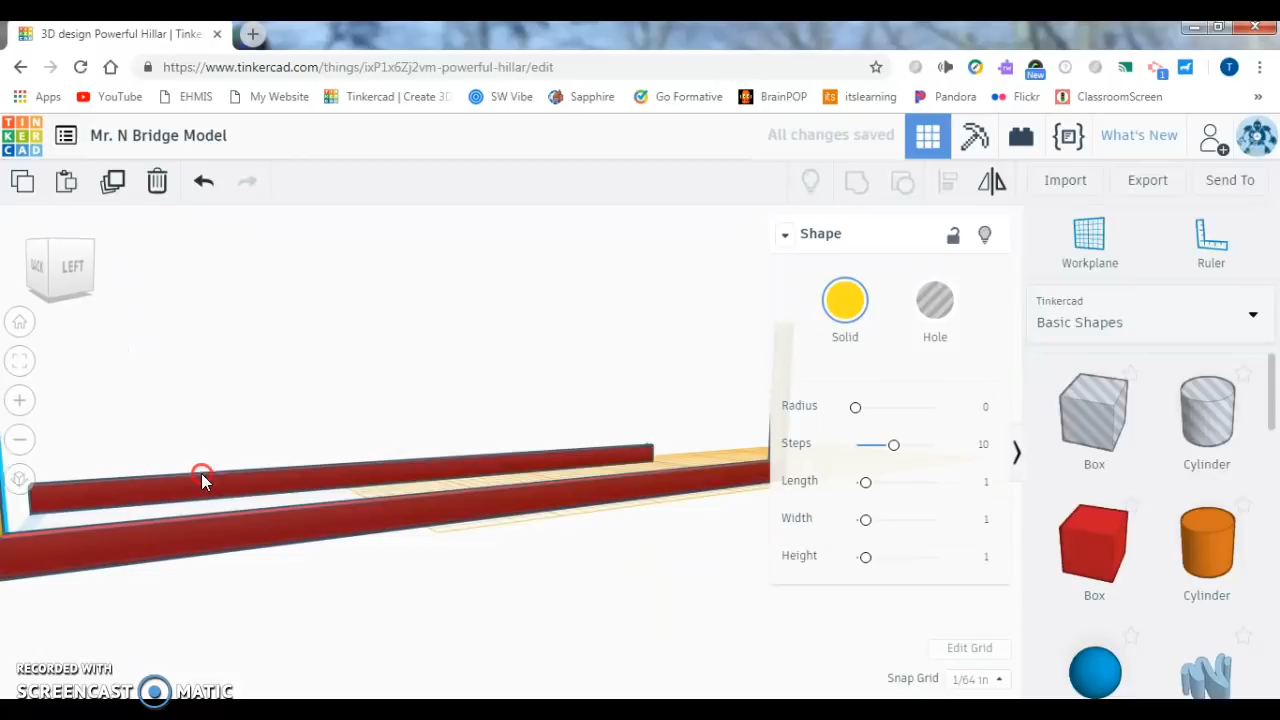 3D design Powerful Hillar | Tinke
https://www.tinkercad.com/things/ixP1x6Zj2vm-powerful-hillar/edit
New
1
T
Apps YouTube EHMIS My Website Tinkercad | Create 3D SW Vibe Sapphire Go Formative BrainPOP its itslearning Pandora Flickr ClassroomScreen »
TIN
KER
CAD
Mr. N Bridge Model
All changes saved
What's New
Import Export Send To
Shape
BACK LEFT
Solid Hole
Radius 0
Steps 10
Length 1
Width 1
Height 1
Workplane Ruler
Tinkercad
Basic Shapes
Box Cylinder
Box Cylinder
Edit Grid
Snap Grid 1/64 in
RECORDED WITH
SCREENCAST MATIC